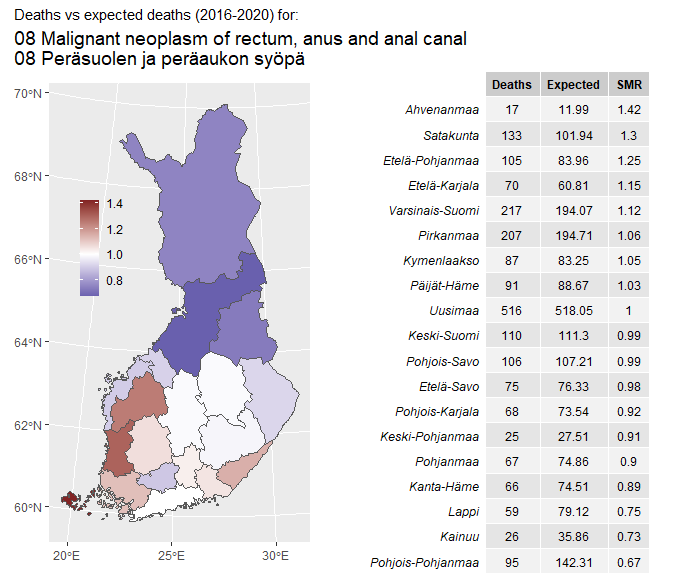 Deaths vs expected deaths (2016-2020) for:
08 Malignant neoplasm of rectum, anus and anal canal
08 Peräsuolen ja peräaukon syöpä
70°N
68°N
66°N
64°N
62°N
60°N
20°E 25°E 30°E
1.4
1.2
1.0
0.8
Deaths Expected SMR
Ahvenanmaa 17 11.99 1.42
Satakunta 133 101.94 1.3
Etelä-Pohjanmaa 105 83.96 1.25
Etelä-Karjala 70 60.81 1.15
Varsinais-Suomi 217 194.07 1.12
Pirkanmaa 207 194.71 1.06
Kymenlaakso 87 83.25 1.05
Päijät-Häme 91 88.67 1.03
Uusimaa 516 518.05 1
Keski-Suomi 110 111.3 0.99
Pohjois-Savo 106 107.21 0.99
Etelä-Savo 75 76.33 0.98
Pohjois-Karjala 68 73.54 0.92
Keski-Pohjanmaa 25 27.51 0.91
Pohjanmaa 67 74.86 0.9
Kanta-Häme 66 74.51 0.89
Lappi 59 79.12 0.75
Kainuu 26 35.86 0.73
Pohjois-Pohjanmaa 95 142.31 0.67